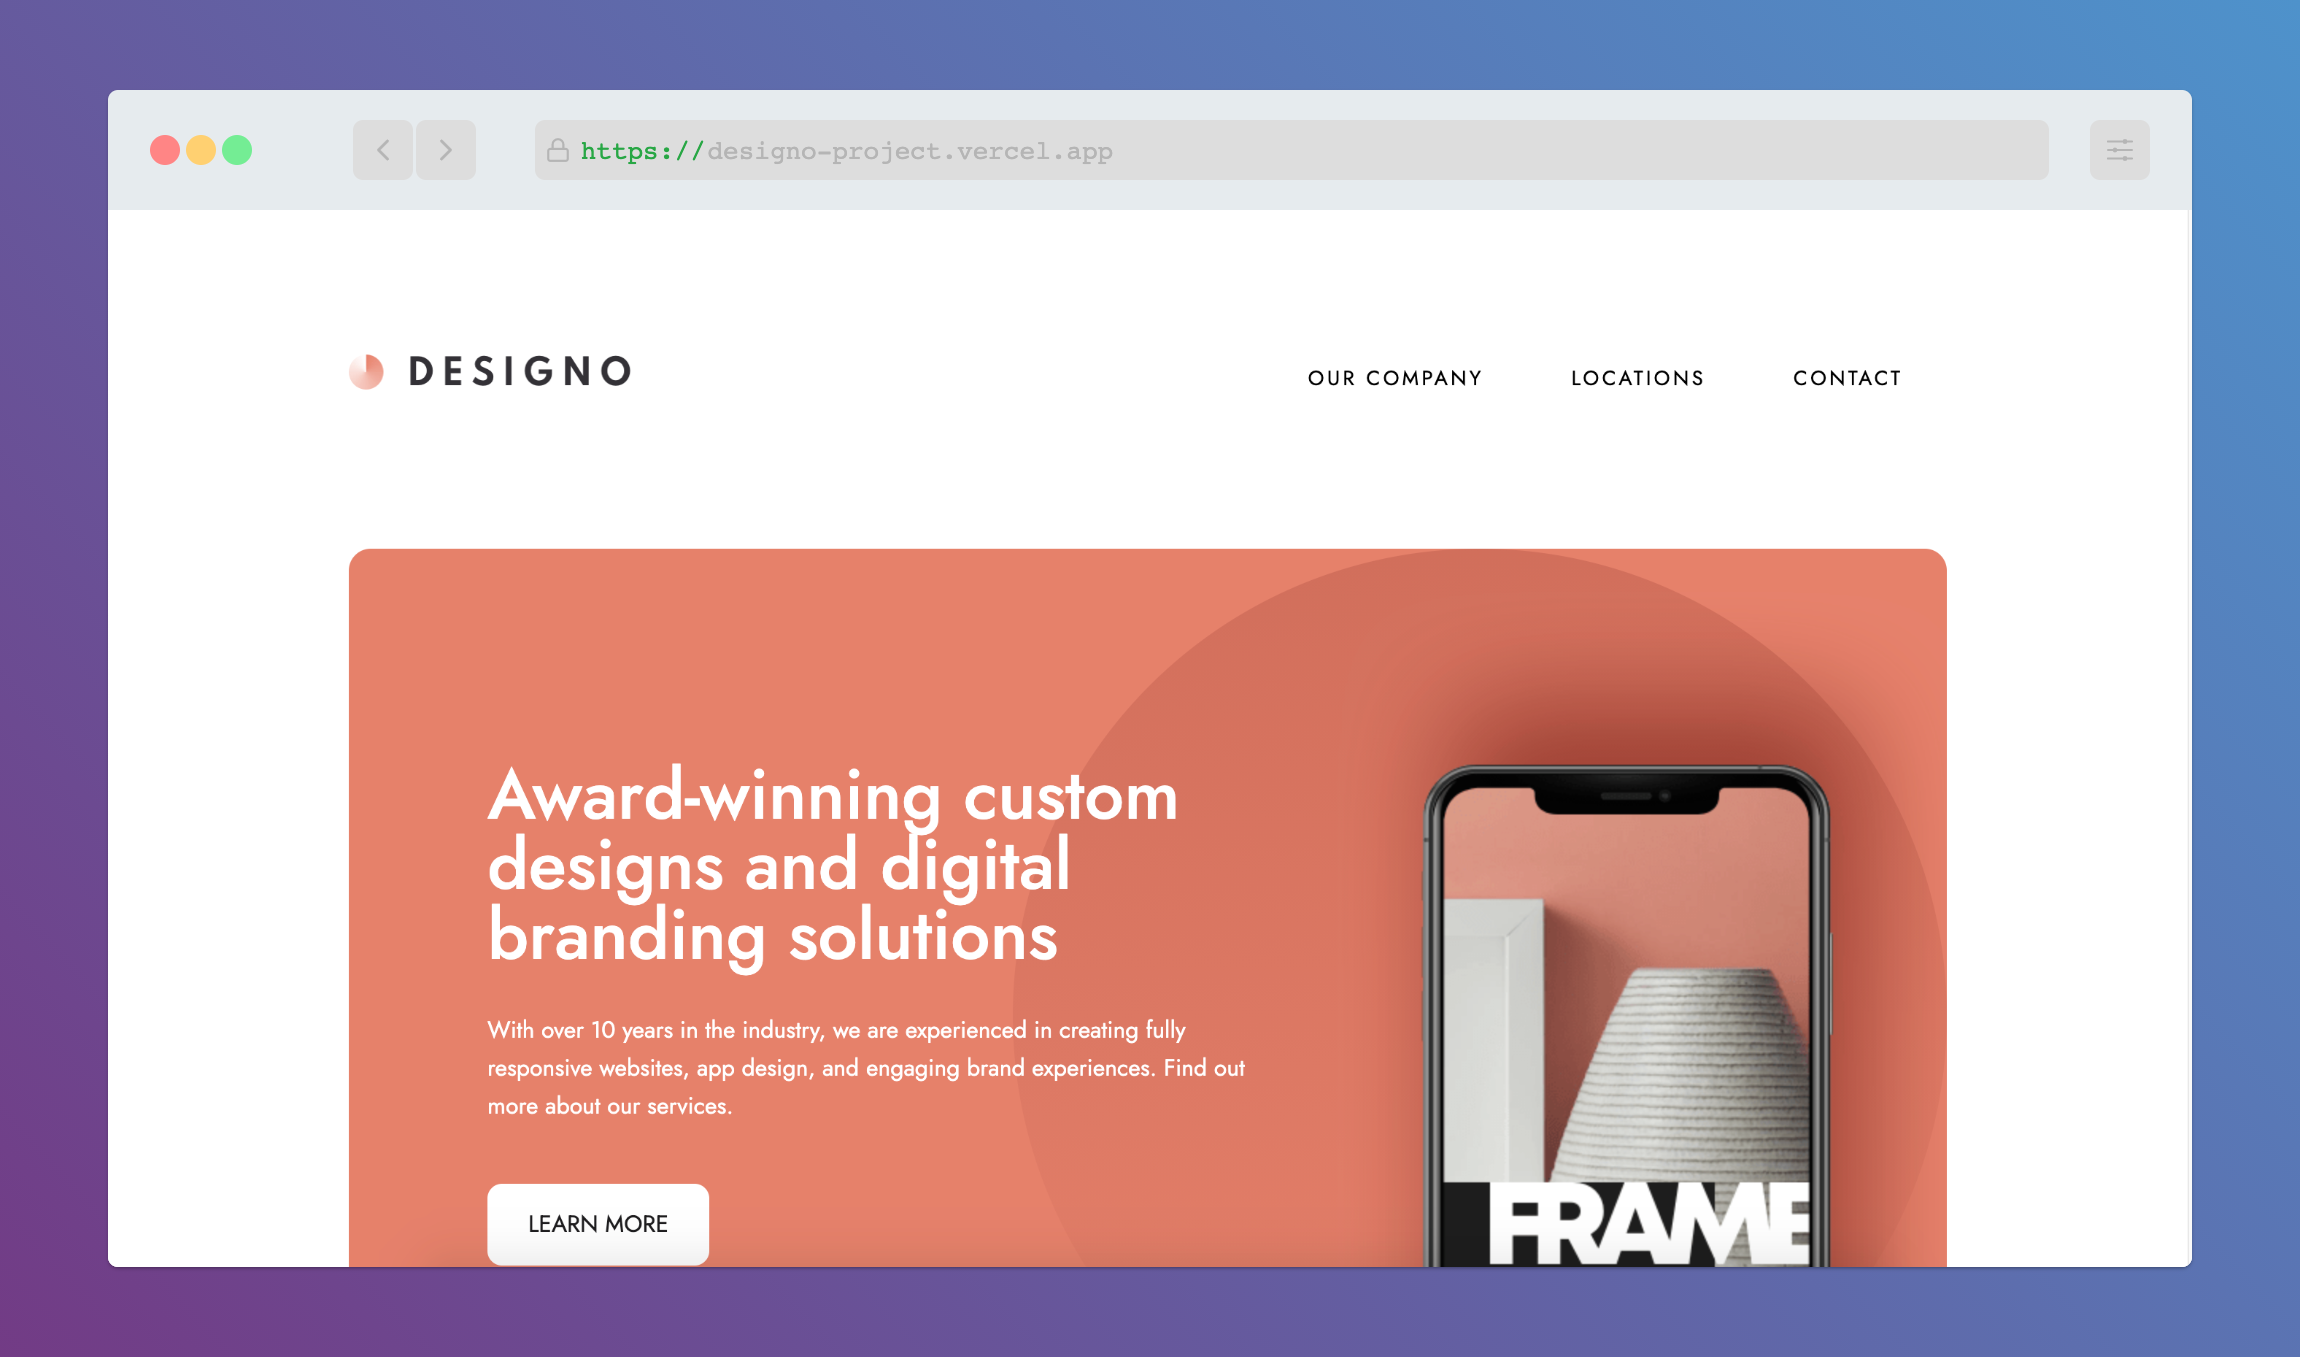 https://designo-project.vercel.app
DESIGNO
OUR COMPANY LOCATIONS CONTACT
Award-winning custom
designs and digital
branding solutions
With over 10 years in the industry, we are experienced in creating fully
responsive websites, app design, and engaging brand experiences. Find out
more about our services.
LEARN MORE
FRAME